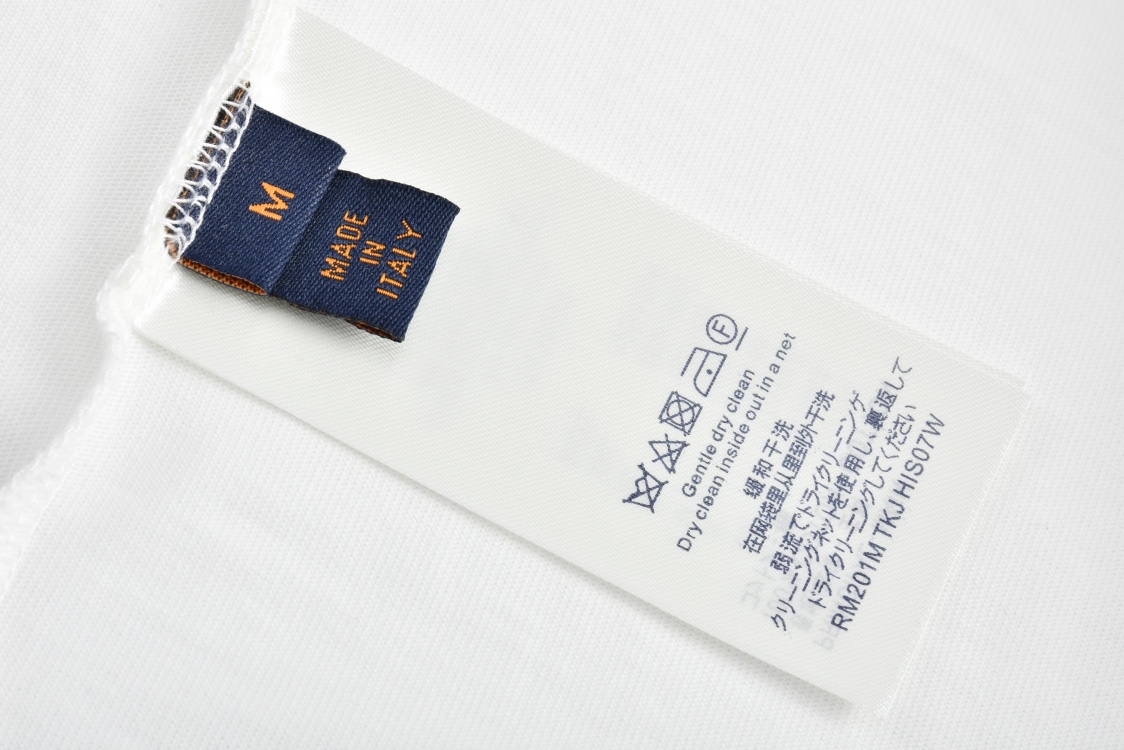 M
MADE
IN
ITALY
F
Gentle dry clean
Dry clean inside out in a net
缓和干洗
在网袋里从里到外干洗
弱流でドライクリーニング
クリーニングネットを使用し、裏返して
ドライクリーニングしてください
RM201M TKJ HIS07W